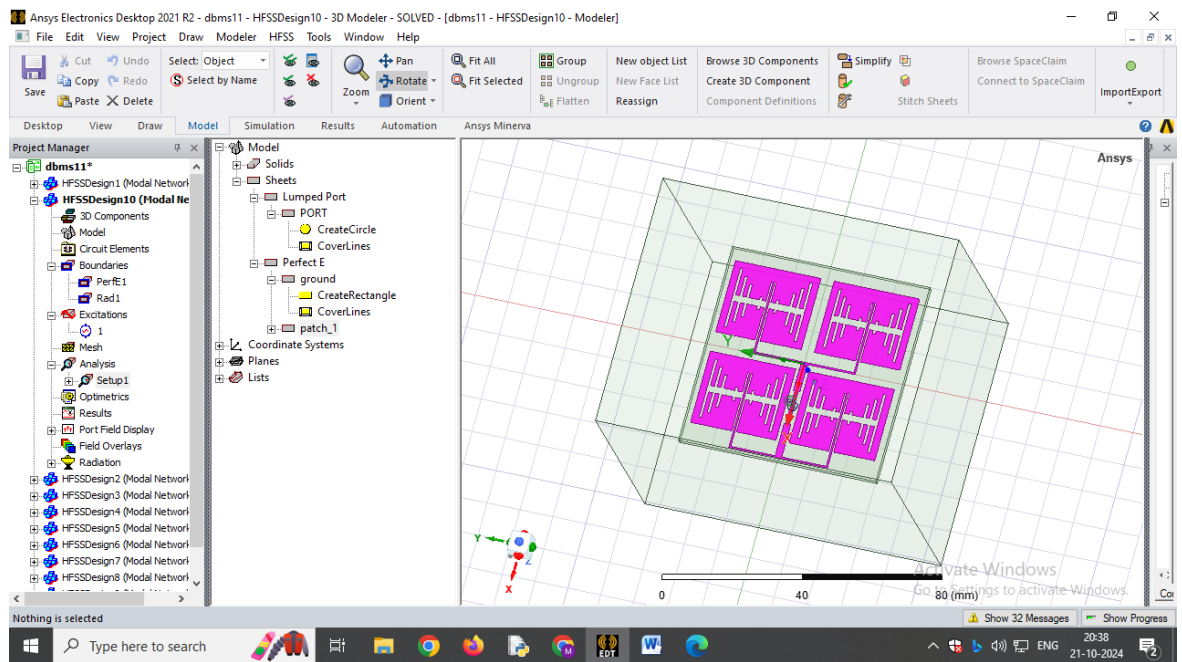 Ansys Electronics Desktop 2021 R2 - dbms11 - HFSSDesign10 - 3D Modeler - SOLVED - [dbms11 - HFSSDesign10 - Modeler]
File Edit View Project Draw Modeler HFSS Tools Window Help
Save
Cut Undo
Copy Redo
Paste Delete
Select: Object
Select by Name
Zoom
Pan
Rotate
Orient
Fit All
Fit Selected
Group
Ungroup
Flatten
New object List
New Face List
Reassign
Browse 3D Components
Create 3D Component
Component Definitions
Simplify
Stitch Sheets
Browse SpaceClaim
Connect to SpaceClaim
ImportExport
Desktop View Draw Model Simulation Results Automation Ansys Minerva
Project Manager
dbms11*
HFSSDesign1 (Modal Network
HFSSDesign10 (Modal Ne
3D Components
Model
Circuit Elements
Boundaries
PerfE1
Rad1
Excitations
1
Mesh
Analysis
Setup1
Optimetrics
Results
Port Field Display
Field Overlays
Radiation
HFSSDesign2 (Modal Network
HFSSDesign3 (Modal Network
HFSSDesign4 (Modal Network
HFSSDesign5 (Modal Network
HFSSDesign6 (Modal Network
HFSSDesign7 (Modal Network
HFSSDesign8 (Modal Network
Model
Solids
Sheets
Lumped Port
PORT
CreateCircle
CoverLines
Perfect E
ground
CreateRectangle
CoverLines
patch_1
Coordinate Systems
Planes
Lists
Ansys
Y
Y
Z
X
0 40 80 (mm)
Activate Windows
Go to Settings to activate Windows.
Con
Nothing is selected
Show 32 Messages Show Progress
Type here to search
EDT
ENG
20:38
21-10-2024
2